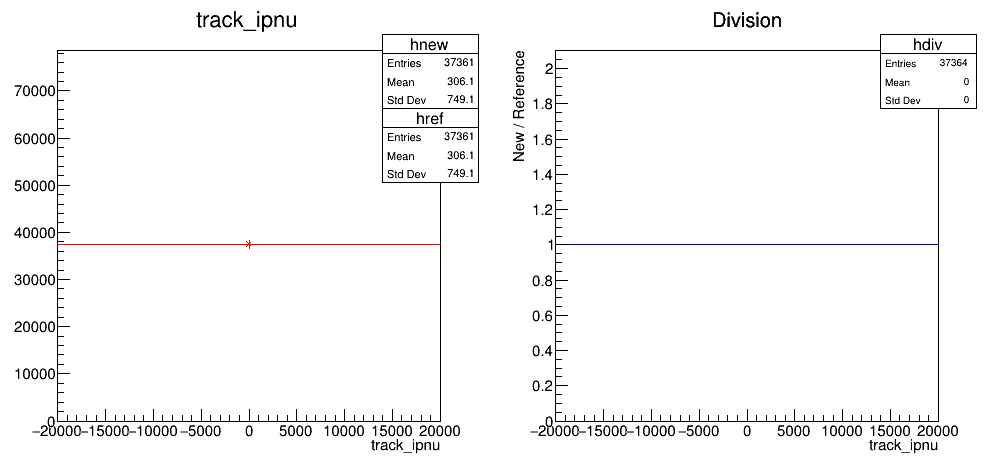 track_ipnu
hnew
Entries 37361
Mean 306.1
Std Dev 749.1
href
Entries 37361
Mean 306.1
Std Dev 749.1
70000
60000
50000
40000
30000
20000
10000
0
−20000 −15000 −10000 −5000 0 5000 10000 15000 20000
track_ipnu
Division
hdiv
Entries 37364
Mean 0
Std Dev 0
New / Reference
2
1.8
1.6
1.4
1.2
1
0.8
0.6
0.4
0.2
0
−20000 −15000 −10000 −5000 0 5000 10000 15000 20000
track_ipnu